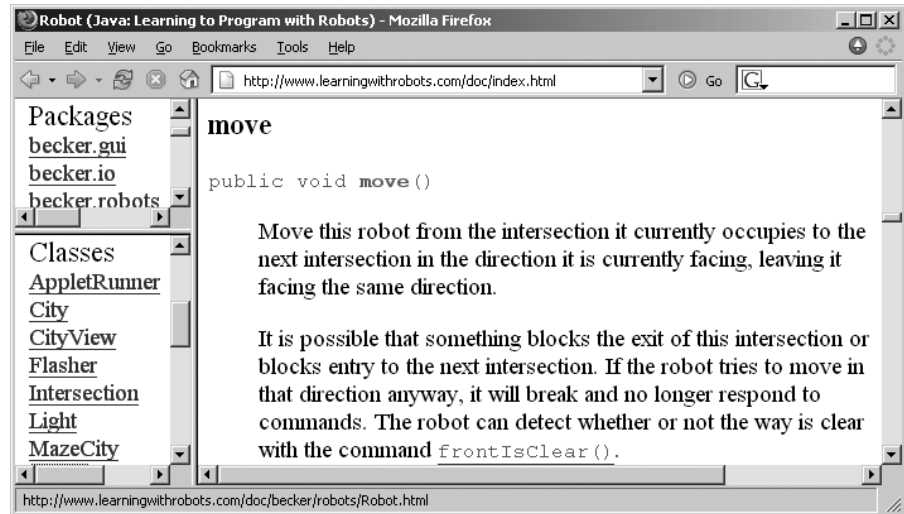 Robot (Java: Learning to Program with Robots) - Mozilla Firefox
File Edit View Go Bookmarks Tools Help
http://www.learningwithrobots.com/doc/index.html Go G
Packages
becker.gui
becker.io
becker.robots
Classes
AppletRunner
City
CityView
Flasher
Intersection
Light
MazeCity
move
public void move()
Move this robot from the intersection it currently occupies to the
next intersection in the direction it is currently facing, leaving it
facing the same direction.
It is possible that something blocks the exit of this intersection or
blocks entry to the next intersection. If the robot tries to move in
that direction anyway, it will break and no longer respond to
commands. The robot can detect whether or not the way is clear
with the command frontIsClear().
http://www.learningwithrobots.com/doc/becker/robots/Robot.html